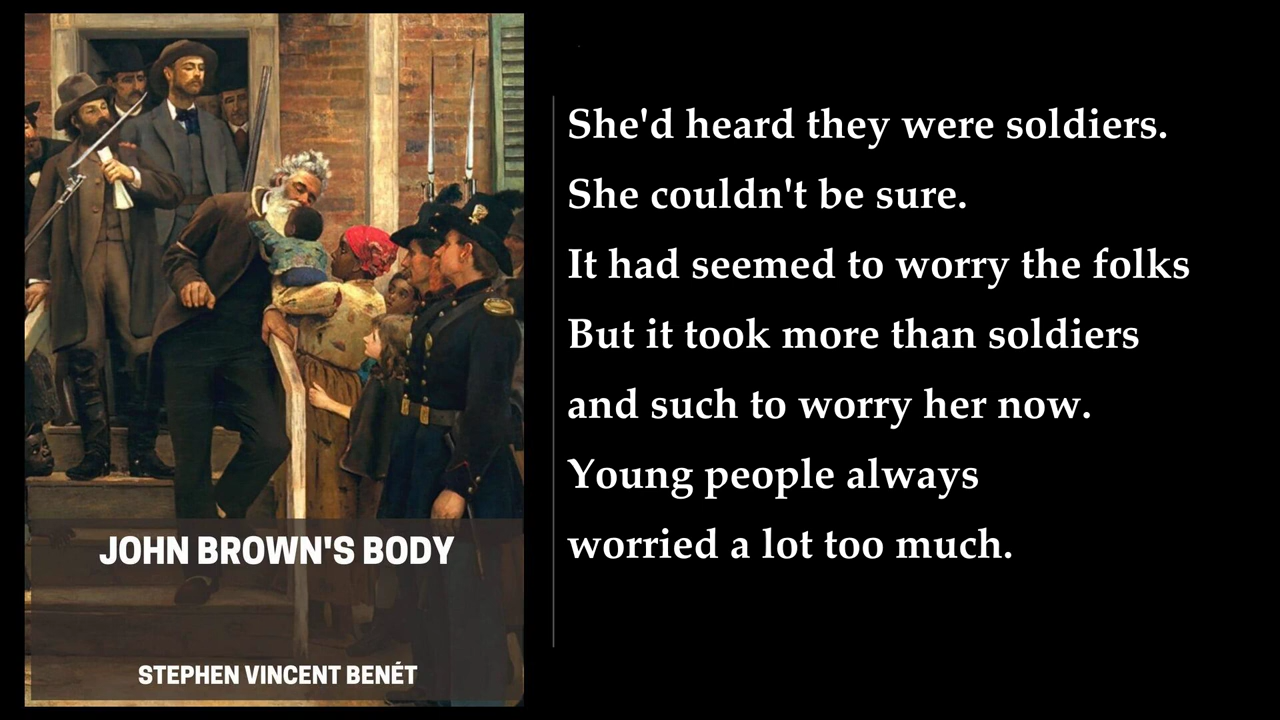 JOHN BROWN'S BODY
STEPHEN VINCENT BENÉT
She'd heard they were soldiers.
She couldn't be sure.
It had seemed to worry the folks
But it took more than soldiers
and such to worry her now.
Young people always
worried a lot too much.